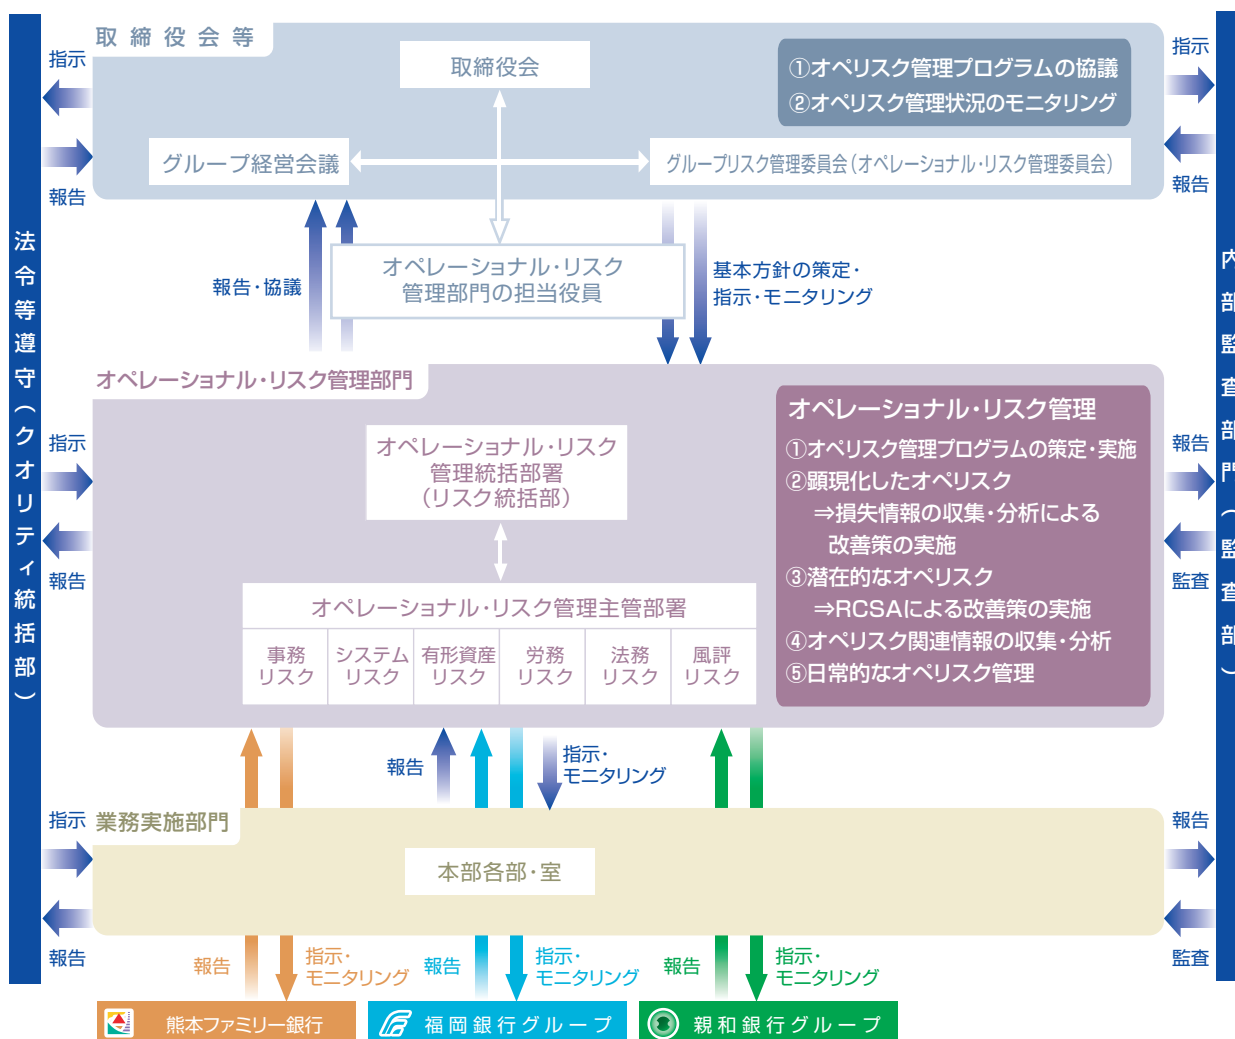 取締役会等
取締役会
①オペリスク管理プログラムの協議
②オペリスク管理状況のモニタリング
グループ経営会議
グループリスク管理委員会（オペレーショナル・リスク管理委員会）
指示
報告
指示
報告
法令等遵守（クオリティ統括部）
内部監査部門（監査部）
報告・協議
オペレーショナル・リスク
管理部門の担当役員
基本方針の策定・
指示・モニタリング
オペレーショナル・リスク管理部門
指示
報告
報告
監査
オペレーショナル・リスク
管理統括部署
（リスク統括部）
オペレーショナル・リスク管理主管部署
事務
リスク
システム
リスク
有形資産
リスク
労務
リスク
法務
リスク
風評
リスク
オペレーショナル・リスク管理
①オペリスク管理プログラムの策定・実施
②顕現化したオペリスク
⇒損失情報の収集・分析による
改善策の実施
③潜在的なオペリスク
⇒RCSAによる改善策の実施
④オペリスク関連情報の収集・分析
⑤日常的なオペリスク管理
報告
指示・
モニタリング
業務実施部門
指示
報告
報告
監査
本部各部・室
報告
指示・
モニタリング
報告
指示・
モニタリング
報告
指示・
モニタリング
熊本ファミリー銀行
福岡銀行グループ
親和銀行グループ